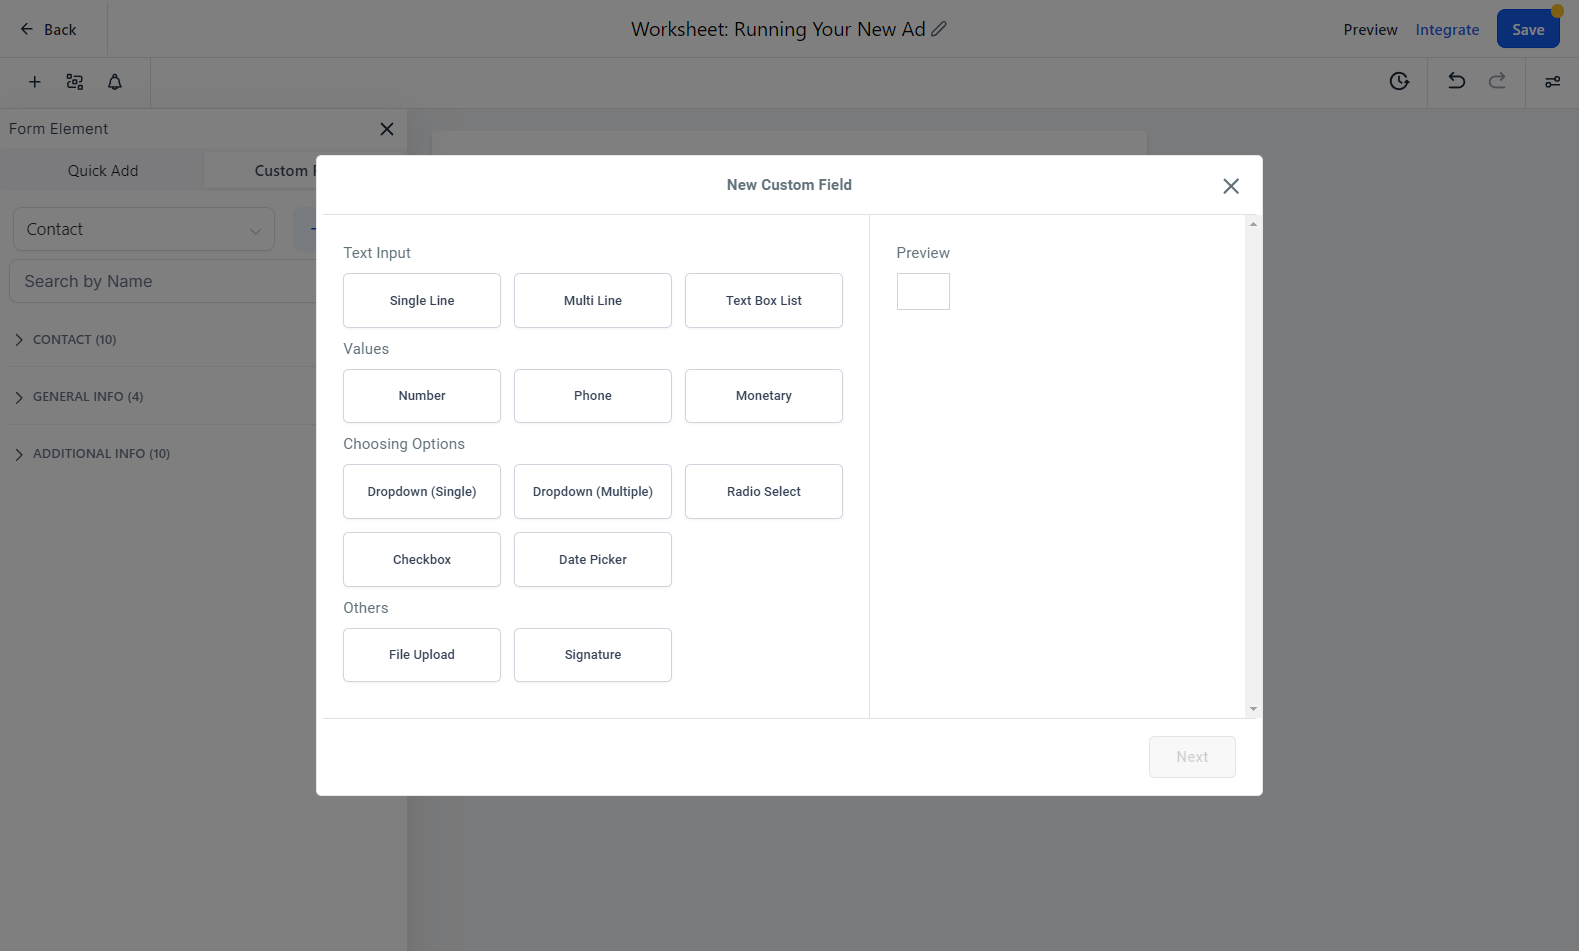 Back
Worksheet: Running Your New Ad
Preview
Integrate
Save
Form Element
Quick Add
Custom
Contact
Search by Name
CONTACT (10)
GENERAL INFO (4)
ADDITIONAL INFO (10)
New Custom Field
Text Input
Single Line
Multi Line
Text Box List
Values
Number
Phone
Monetary
Choosing Options
Dropdown (Single)
Dropdown (Multiple)
Radio Select
Checkbox
Date Picker
Others
File Upload
Signature
Preview
Next